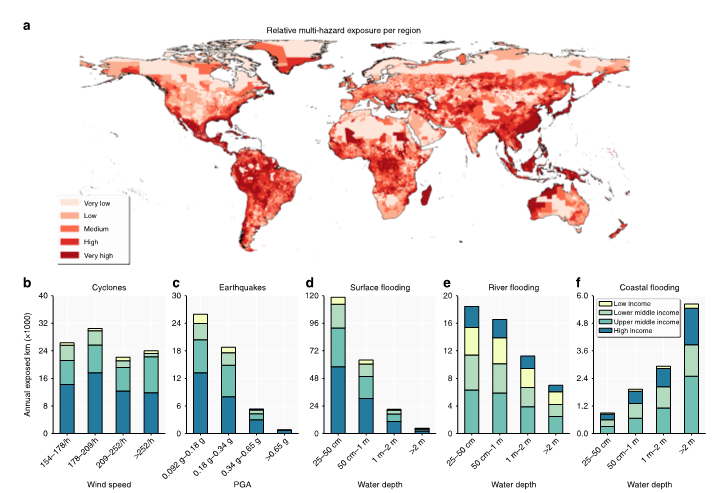 a
Relative multi-hazard exposure per region
Very low
Low
Medium
High
Very high
b
Cyclones
Annual exposed km (×1000)
40
32
24
16
8
0
154–178/h
178–209/h
209–252/h
>252/h
Wind speed
c
Earthquakes
30
24
18
12
6
0
0.092 g–0.18 g
0.18 g–0.34 g
0.34 g–0.65 g
>0.65 g
PGA
d
Surface flooding
120
96
72
48
24
0
25–50 cm
50 cm–1 m
1 m–2 m
>2 m
Water depth
e
River flooding
20
16
12
8
4
0
25–50 cm
50 cm–1 m
1 m–2 m
>2 m
Water depth
f
Coastal flooding
6.0
4.8
3.6
2.4
1.2
0.0
Low income
Lower middle income
Upper middle income
High income
25–50 cm
50 cm–1 m
1 m–2 m
>2 m
Water depth